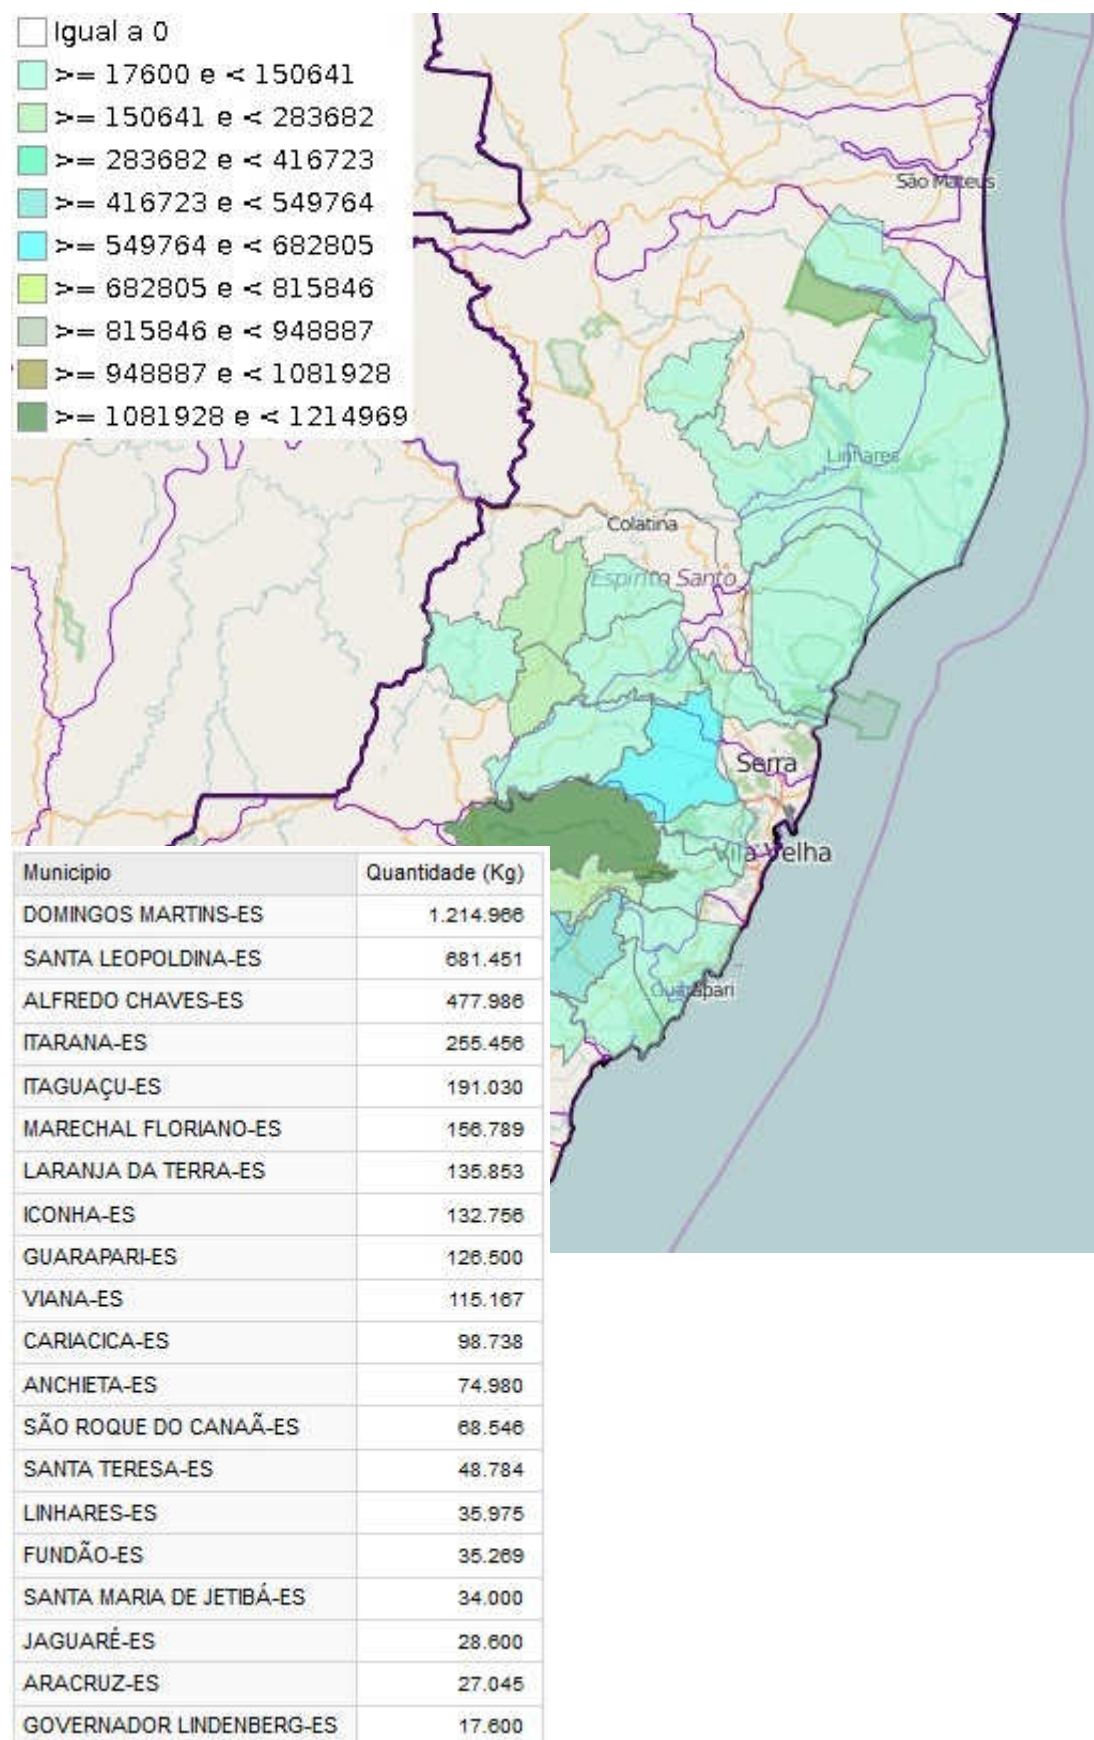 Igual a 0
>= 17600 e < 150641
>= 150641 e < 283682
>= 283682 e < 416723
>= 416723 e < 549764
>= 549764 e < 682805
>= 682805 e < 815846
>= 815846 e < 948887
>= 948887 e < 1081928
>= 1081928 e < 1214969
São Mateus
Linhares
Colatina
Espírito Santo
Serra
Vila Velha
Guarapari
Municipio Quantidade (Kg)
DOMINGOS MARTINS-ES 1.214.966
SANTA LEOPOLDINA-ES 681.451
ALFREDO CHAVES-ES 477.986
ITARANA-ES 255.456
ITAGUAÇU-ES 191.030
MARECHAL FLORIANO-ES 156.789
LARANJA DA TERRA-ES 135.853
ICONHA-ES 132.756
GUARAPARI-ES 126.500
VIANA-ES 115.167
CARIACICA-ES 98.738
ANCHIETA-ES 74.980
SÃO ROQUE DO CANAÃ-ES 68.546
SANTA TERESA-ES 48.784
LINHARES-ES 35.975
FUNDÃO-ES 35.269
SANTA MARIA DE JETIBÁ-ES 34.000
JAGUARÉ-ES 28.600
ARACRUZ-ES 27.045
GOVERNADOR LINDENBERG-ES 17.600